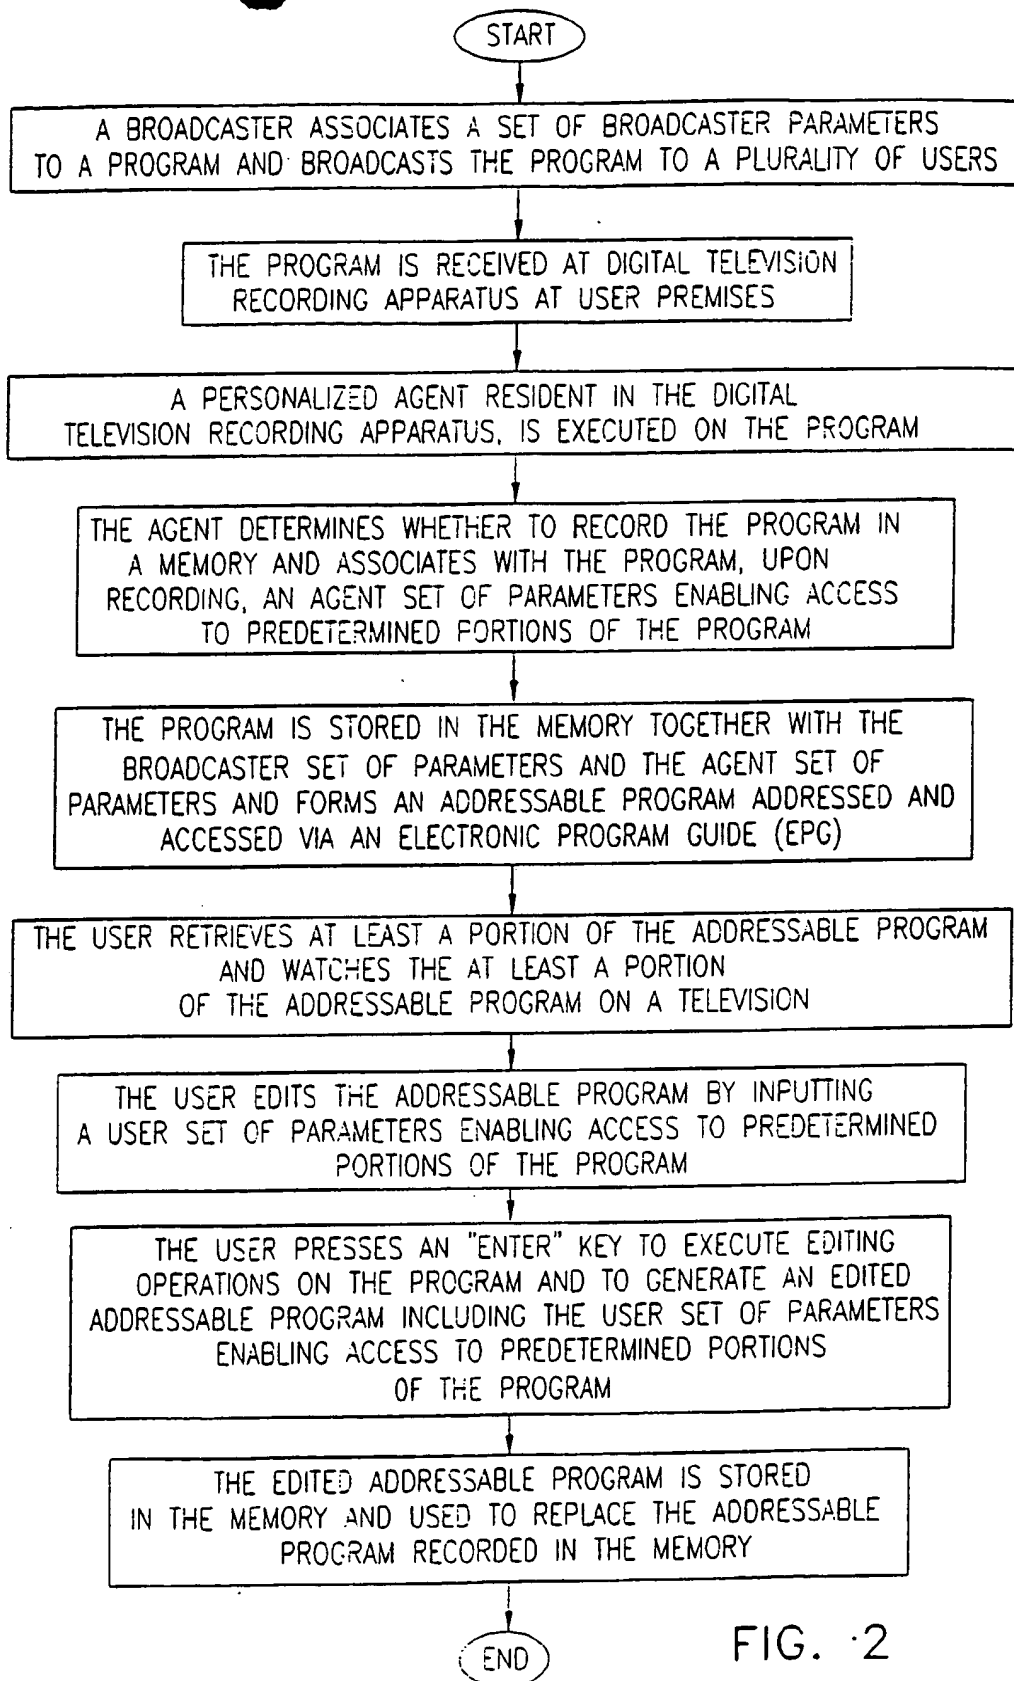 START
A BROADCASTER ASSOCIATES A SET OF BROADCASTER PARAMETERS
TO A PROGRAM AND BROADCASTS THE PROGRAM TO A PLURALITY OF USERS
THE PROGRAM IS RECEIVED AT DIGITAL TELEVISION
RECORDING APPARATUS AT USER PREMISES
A PERSONALIZED AGENT RESIDENT IN THE DIGITAL
TELEVISION RECORDING APPARATUS, IS EXECUTED ON THE PROGRAM
THE AGENT DETERMINES WHETHER TO RECORD THE PROGRAM IN
A MEMORY AND ASSOCIATES WITH THE PROGRAM, UPON
RECORDING, AN AGENT SET OF PARAMETERS ENABLING ACCESS
TO PREDETERMINED PORTIONS OF THE PROGRAM
THE PROGRAM IS STORED IN THE MEMORY TOGETHER WITH THE
BROADCASTER SET OF PARAMETERS AND THE AGENT SET OF
PARAMETERS AND FORMS AN ADDRESSABLE PROGRAM ADDRESSED AND
ACCESSED VIA AN ELECTRONIC PROGRAM GUIDE (EPG)
THE USER RETRIEVES AT LEAST A PORTION OF THE ADDRESSABLE PROGRAM
AND WATCHES THE AT LEAST A PORTION
OF THE ADDRESSABLE PROGRAM ON A TELEVISION
THE USER EDITS THE ADDRESSABLE PROGRAM BY INPUTTING
A USER SET OF PARAMETERS ENABLING ACCESS TO PREDETERMINED
PORTIONS OF THE PROGRAM
THE USER PRESSES AN "ENTER" KEY TO EXECUTE EDITING
OPERATIONS ON THE PROGRAM AND TO GENERATE AN EDITED
ADDRESSABLE PROGRAM INCLUDING THE USER SET OF PARAMETERS
ENABLING ACCESS TO PREDETERMINED PORTIONS
OF THE PROGRAM
THE EDITED ADDRESSABLE PROGRAM IS STORED
IN THE MEMORY AND USED TO REPLACE THE ADDRESSABLE
PROGRAM RECORDED IN THE MEMORY
END
FIG. 2